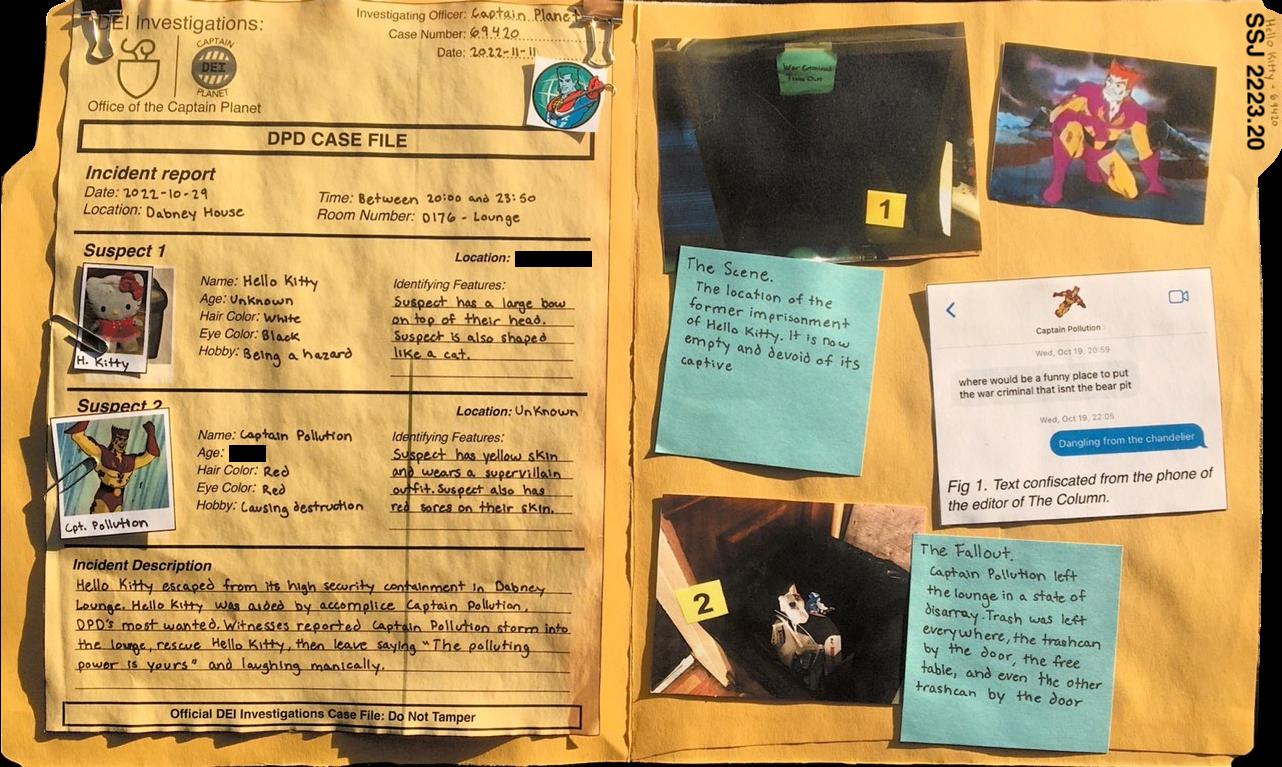 DEI Investigations:
CAPTAIN
DEI
PLANET
Office of the Captain Planet
Investigating Officer: Captain Planet
Case Number: 69420
Date: 2022-11-11
DPD CASE FILE
Incident report
Date: 2022-10-29
Location: Dabney House
Time: Between 20:00 and 23:50
Room Number: D176 - Lounge
Suspect 1
Location:
H. Kitty
Name: Hello Kitty
Age: Unknown
Hair Color: White
Eye Color: Black
Hobby: Being a hazard
Identifying Features:
Suspect has a large bow
on top of their head.
Suspect is also shaped
like a cat.
Suspect 2
Location: Unknown
Cpt. Pollution
Name: Captain Pollution
Age:
Hair Color: Red
Eye Color: Red
Hobby: Causing destruction
Identifying Features:
Suspect has yellow skin
and wears a supervillain
outfit. Suspect also has
red sores on their skin.
Incident Description
Hello Kitty escaped from its high security containment in Dabney
Lounge. Hello Kitty was aided by accomplice Captain Pollution,
DPD's most wanted. Witnesses reported Captain Pollution storm into
the lounge, rescue Hello Kitty, then leave saying "The polluting
power is yours" and laughing manically.
Official DEI Investigations Case File: Do Not Tamper
War Criminal
Time Out
1
The Scene.
The location of the
former imprisonment
of Hello Kitty. It is now
empty and devoid of its
captive
Captain Pollution
Wed, Oct 19, 20:59
where would be a funny place to put
the war criminal that isnt the bear pit
Wed, Oct 19, 22:05
Dangling from the chandelier
Fig 1. Text confiscated from the phone of
the editor of The Column.
2
The Fallout.
Captain Pollution left
the lounge in a state of
disarray. Trash was left
everywhere, the trashcan
by the door, the free
table, and even the other
trashcan by the door
Hello Kitty - 69420
SSJ 2223.20